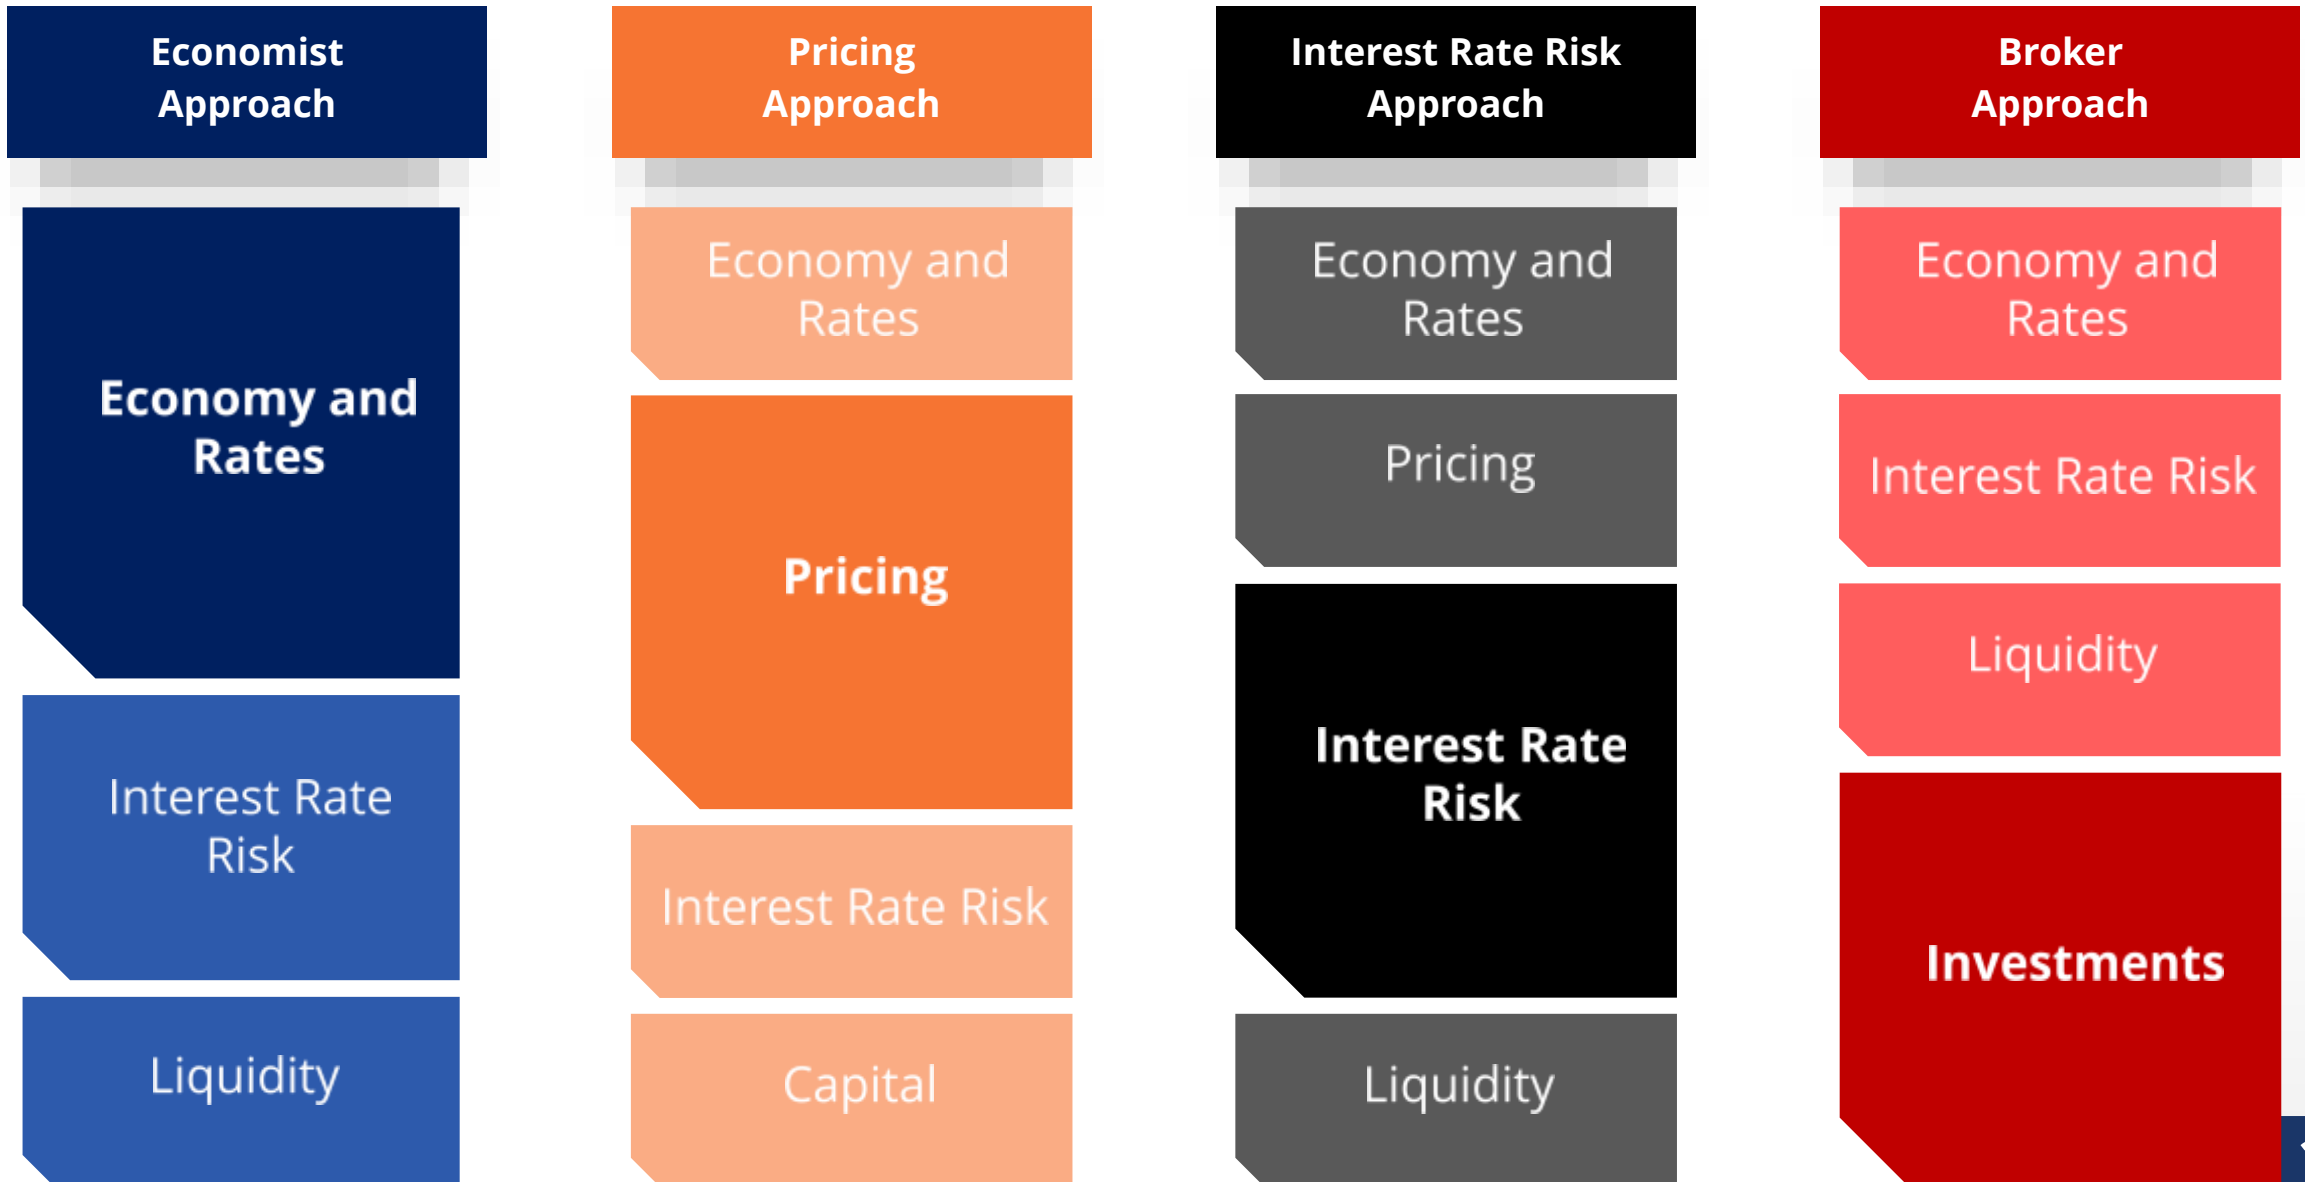 Economist
Approach
Economy and
Rates
Interest Rate
Risk
Liquidity
Pricing
Approach
Economy and
Rates
Pricing
Interest Rate Risk
Capital
Interest Rate Risk
Approach
Economy and
Rates
Pricing
Interest Rate
Risk
Liquidity
Broker
Approach
Economy and
Rates
Interest Rate Risk
Liquidity
Investments